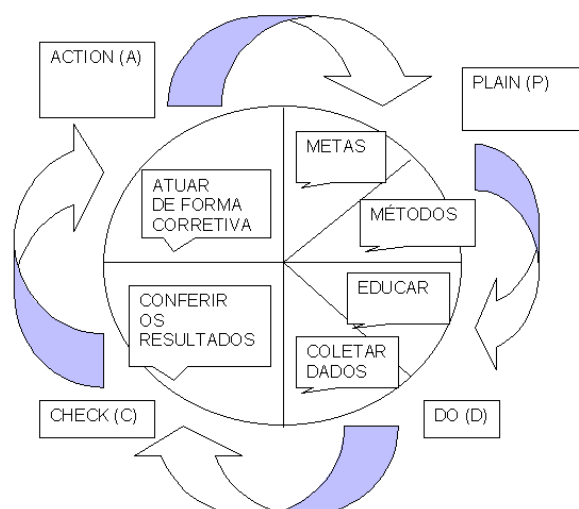 ACTION (A)
PLAIN (P)
METAS
ATUAR
DE FORMA
CORRETIVA
MÉTODOS
EDUCAR
CONFERIR
OS
RESULTADOS
COLETAR
DADOS
CHECK (C)
DO (D)